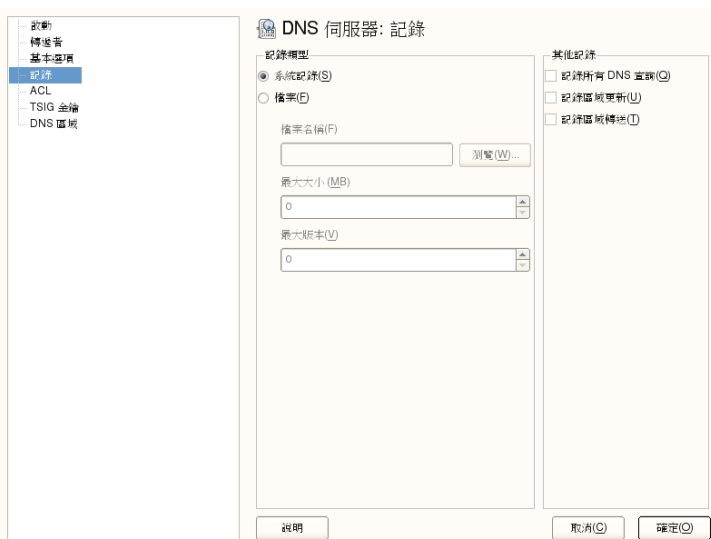 啟動
轉遞者
基本選項
記錄
ACL
TSIG 金鑰
DNS 區域
DNS 伺服器: 記錄
記錄類型
系統記錄(S)
檔案(F)
檔案名稱(F)
瀏覽(W)...
最大大小 (MB)
0
最大版本(V)
0
其他記錄
記錄所有 DNS 查詢(Q)
記錄區域更新(U)
記錄區域轉送(T)
說明
取消(C)
確定(O)